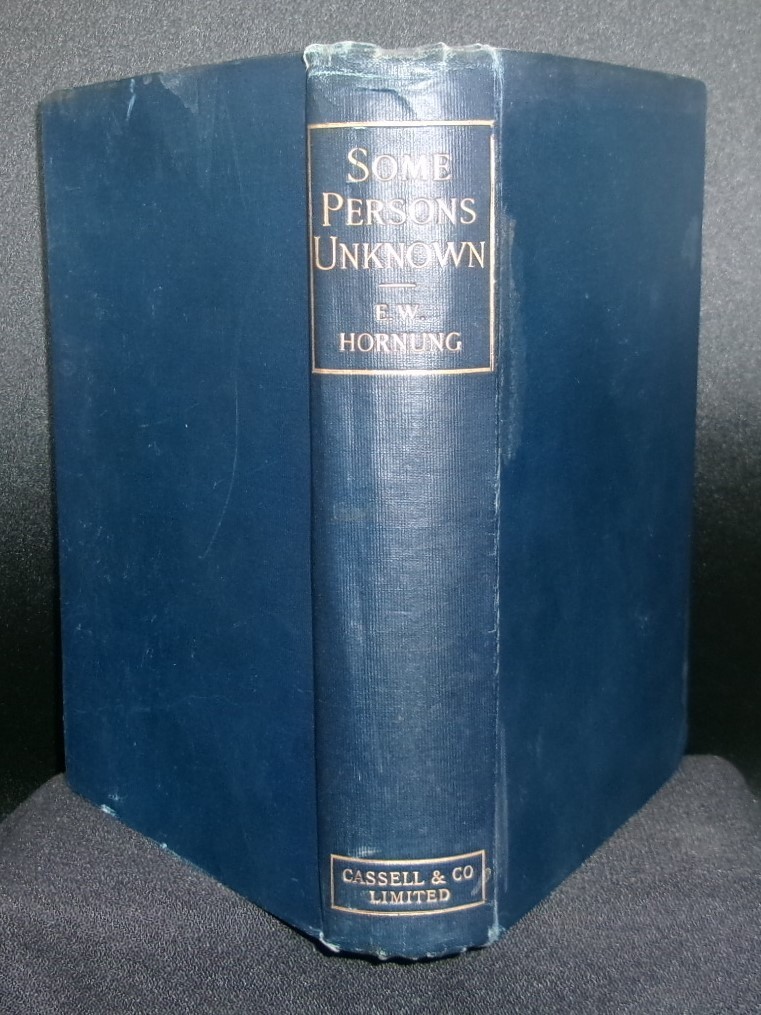 SOME
PERSONS
UNKNOWN
E.W.
HORNUNG
CASSELL & CO
LIMITED